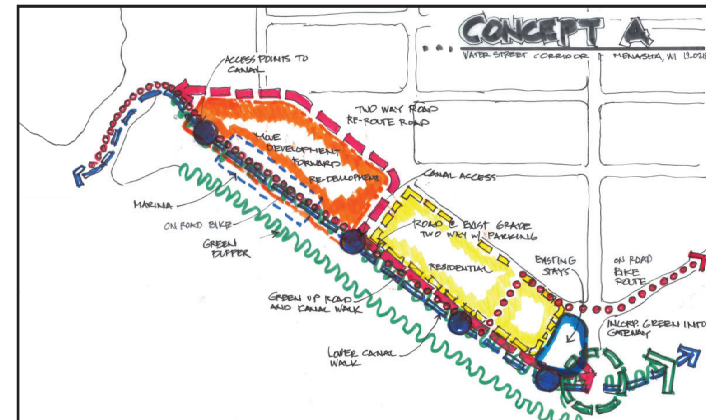 CONCEPT A
WATER STREET CORRIDOR MENASHA, WI
ACCESS POINTS TO
CANAL
TWO WAY ROAD
RE-ROUTE ROAD
MOVE
DEVELOPMENT
FORWARD
RE-DEVELOPMENT
CANAL ACCESS
MARINA
ON ROAD BIKE
GREEN
BUFFER
ROAD @ EXIST GRADE
TWO WAY W/ PARKING
RESIDENTIAL
EXISTING
STAYS
ON ROAD
BIKE
ROUTE
GREEN UP ROAD
AND KANAL WALK
INCORP. GREEN INTO
GATEWAY
LOWER CANAL
WALK